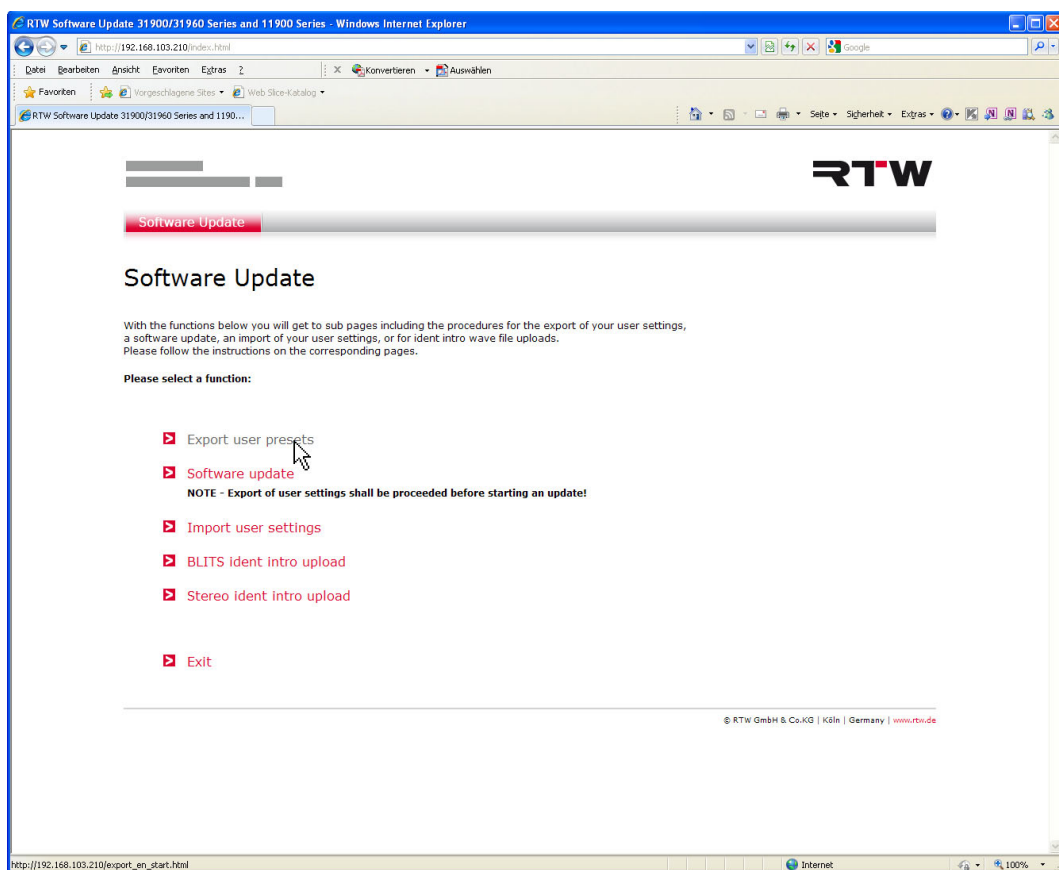 RTW Software Update 31900/31960 Series and 11900 Series - Windows Internet Explorer
http://192.168.103.210/index.html
Google
Datei Bearbeiten Ansicht Favoriten Extras ?
X Konvertieren Auswählen
Favoriten Vorgeschlagene Sites Web Slice-Katalog
RTW Software Update 31900/31960 Series and 1190...
Seite Sicherheit Extras
RTW
Software Update
Software Update
With the functions below you will get to sub pages including the procedures for the export of your user settings,
a software update, an import of your user settings, or for ident intro wave file uploads.
Please follow the instructions on the corresponding pages.
Please select a function:
Export user presets
Software update
NOTE - Export of user settings shall be proceeded before starting an update!
Import user settings
BLITS ident intro upload
Stereo ident intro upload
Exit
© RTW GmbH & Co.KG | Köln | Germany | www.rtw.de
http://192.168.103.210/export_en_start.html
Internet
100%